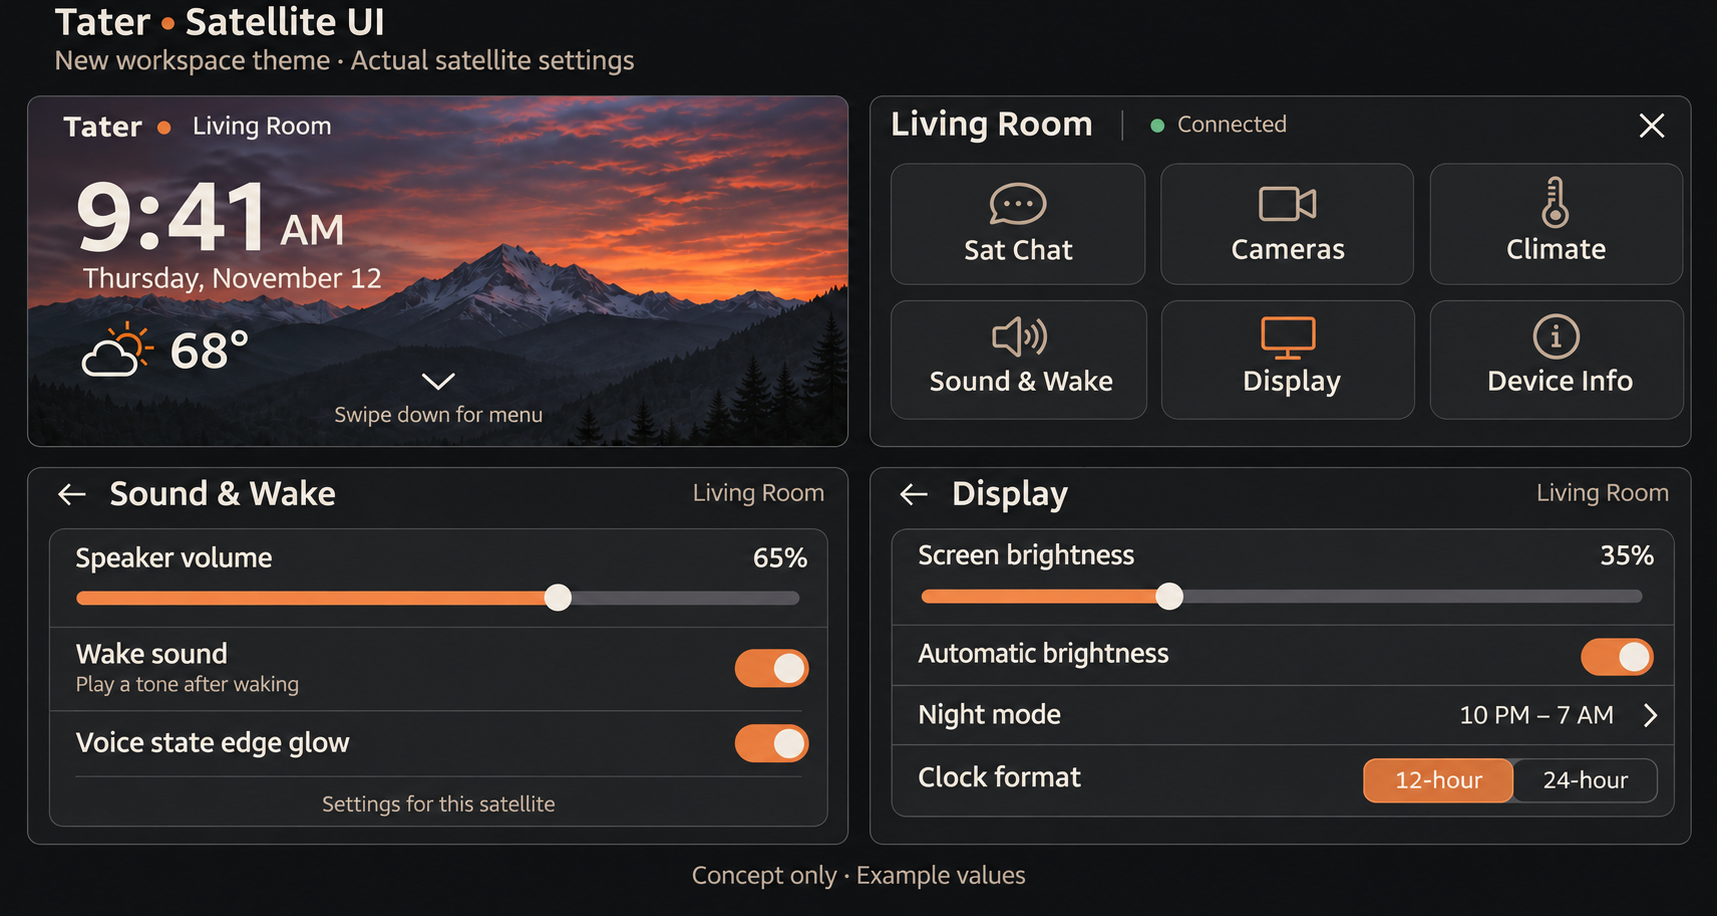 Tater • Satellite UI
New workspace theme · Actual satellite settings
Tater • Living Room
9:41 AM
Thursday, November 12
68°
Swipe down for menu
Living Room | • Connected
Sat Chat
Cameras
Climate
Sound & Wake
Display
Device Info
Sound & Wake
Living Room
Speaker volume
65%
Wake sound
Play a tone after waking
Voice state edge glow
Settings for this satellite
Display
Living Room
Screen brightness
35%
Automatic brightness
Night mode
10 PM – 7 AM
Clock format
12-hour
24-hour
Concept only · Example values